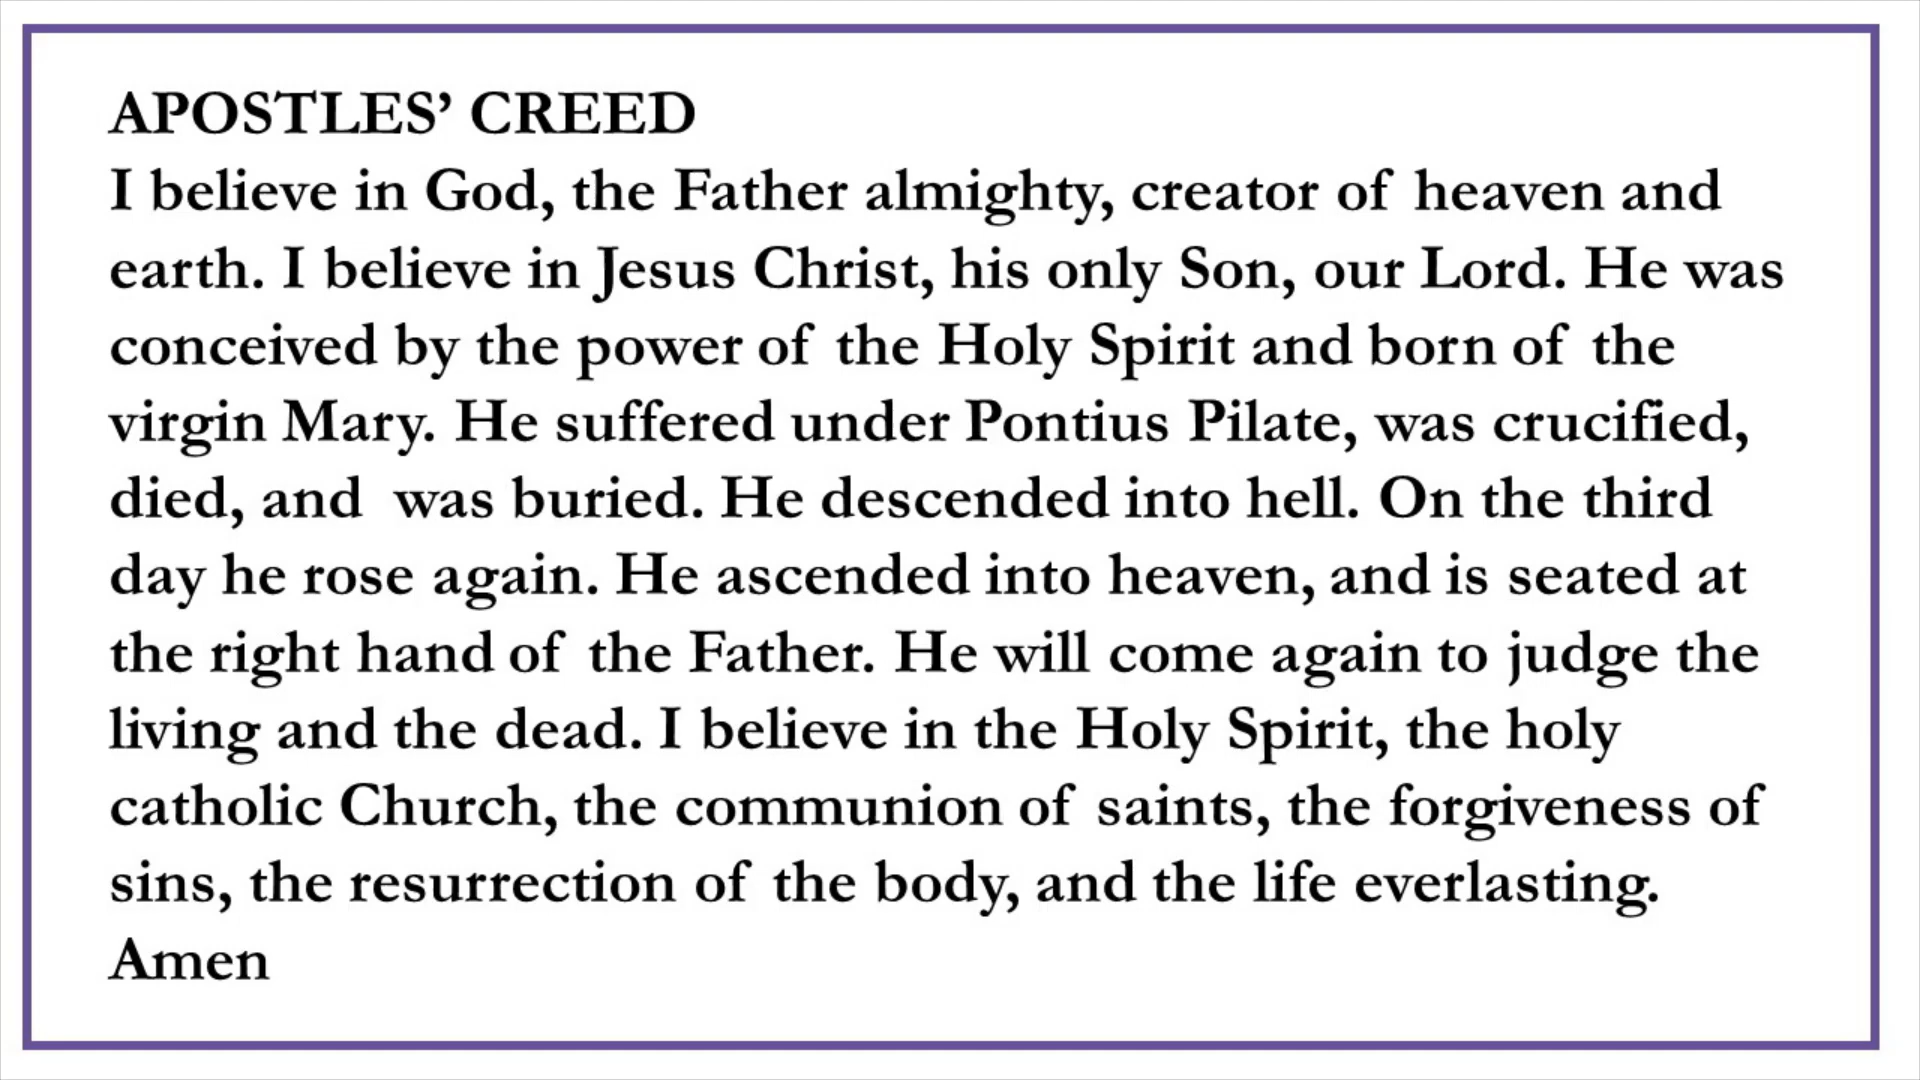 APOSTLES’ CREED
I believe in God, the Father almighty, creator of heaven and
earth. I believe in Jesus Christ, his only Son, our Lord. He was
conceived by the power of the Holy Spirit and born of the
virgin Mary. He suffered under Pontius Pilate, was crucified,
died, and  was buried. He descended into hell. On the third
day he rose again. He ascended into heaven, and is seated at
the right hand of the Father. He will come again to judge the
living and the dead. I believe in the Holy Spirit, the holy
catholic Church, the communion of saints, the forgiveness of
sins, the resurrection of the body, and the life everlasting.
Amen